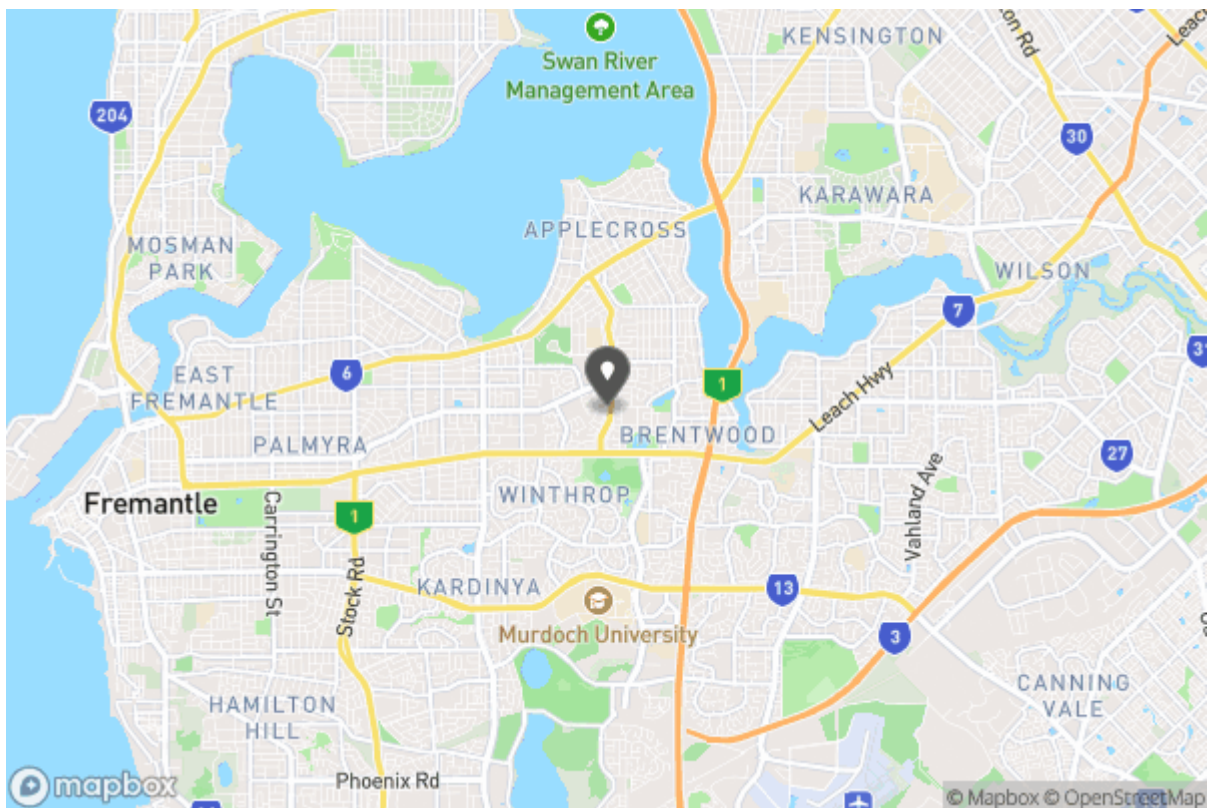 KENSINGTON
Swan River
Management Area
204
30
KARAWARA
APPLECROSS
MOSMAN
PARK
WILSON
7
6
1
EAST
FREMANTLE
Leach Hwy
BRENTWOOD
PALMYRA
27
Fremantle
WINTHROP
Carrington St
1
Vahland Ave
Stock Rd
KARDINYA
13
Murdoch University
3
CANNING
VALE
HAMILTON
HILL
Phoenix Rd
mapbox
© Mapbox © OpenStreetMap